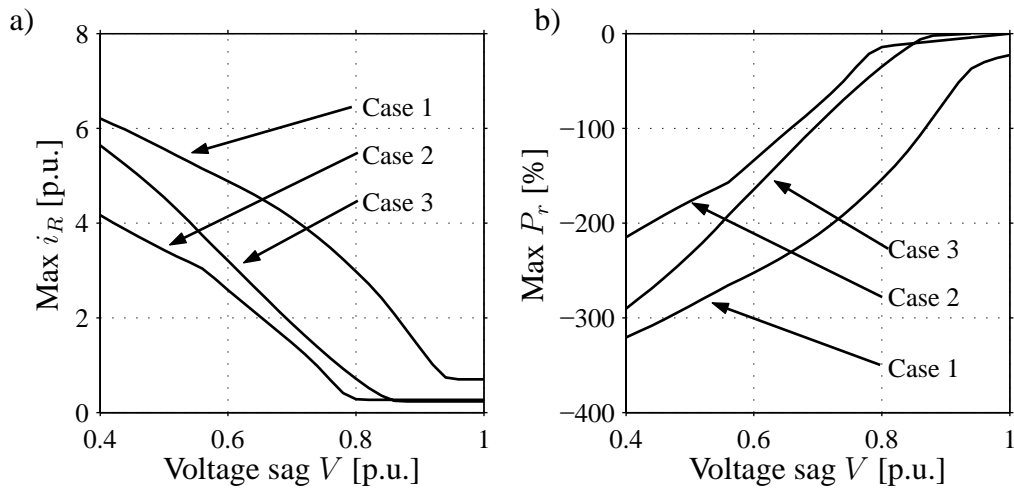 a)
8
6
4
2
0
Max i_R [p.u.]
Case 1
Case 2
Case 3
0.4 0.6 0.8 1
Voltage sag V [p.u.]
b)
0
−100
−200
−300
−400
Max P_r [%]
Case 3
Case 2
Case 1
0.4 0.6 0.8 1
Voltage sag V [p.u.]